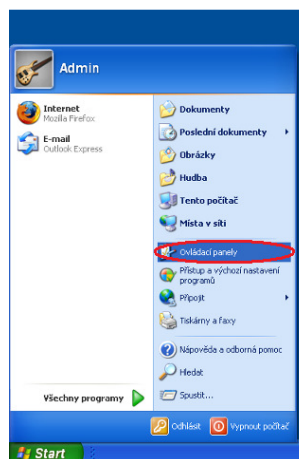 Admin
Internet
Mozilla Firefox
E-mail
Outlook Express
Všechny programy
Dokumenty
Poslední dokumenty
Obrázky
Hudba
Tento počítač
Místa v síti
Ovládací panely
Přístup a výchozí nastavení
programů
Připojit
Tiskárny a faxy
Nápověda a odborná pomoc
Hledat
Spustit...
Odhlásit
Vypnout počítač
Start